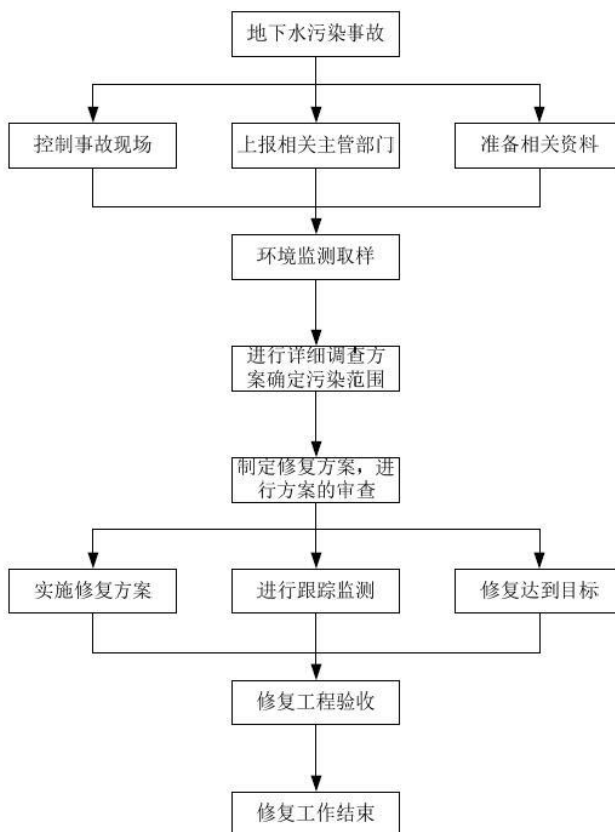 地下水污染事故
控制事故现场
上报相关主管部门
准备相关资料
环境监测取样
进行详细调查方
案确定污染范围
制定修复方案，进
行方案的审查
实施修复方案
进行跟踪监测
修复达到目标
修复工程验收
修复工作结束